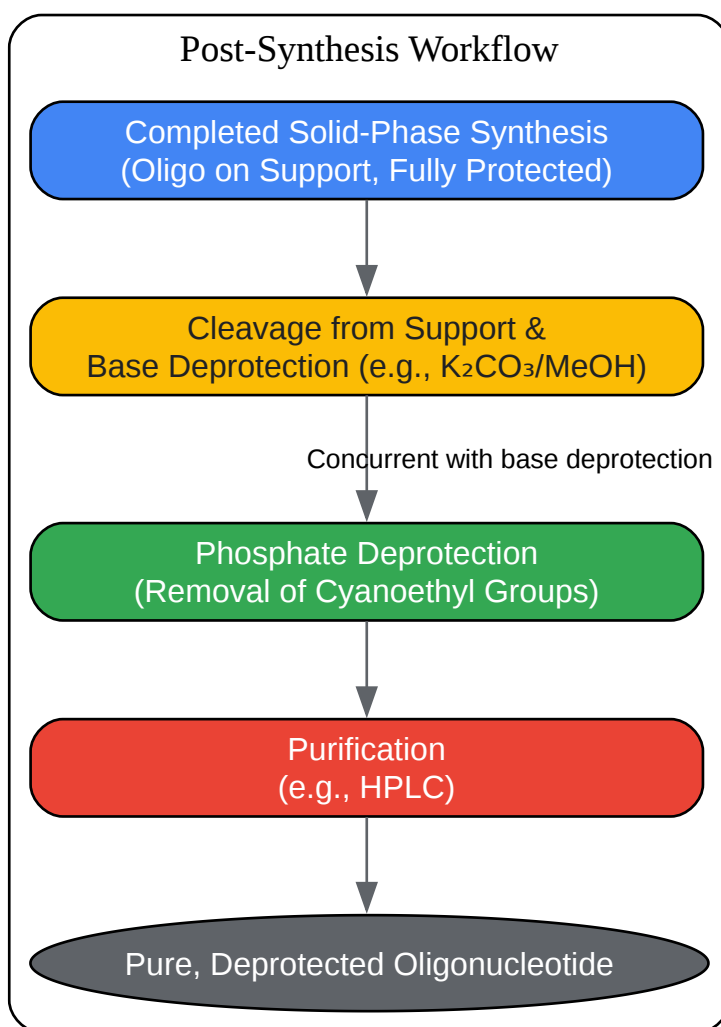 Post-Synthesis Workflow
Completed Solid-Phase Synthesis
(Oligo on Support, Fully Protected)
Cleavage from Support &
Base Deprotection (e.g., K₂CO₃/MeOH)
Concurrent with base deprotection
Phosphate Deprotection
(Removal of Cyanoethyl Groups)
Purification
(e.g., HPLC)
Pure, Deprotected Oligonucleotide